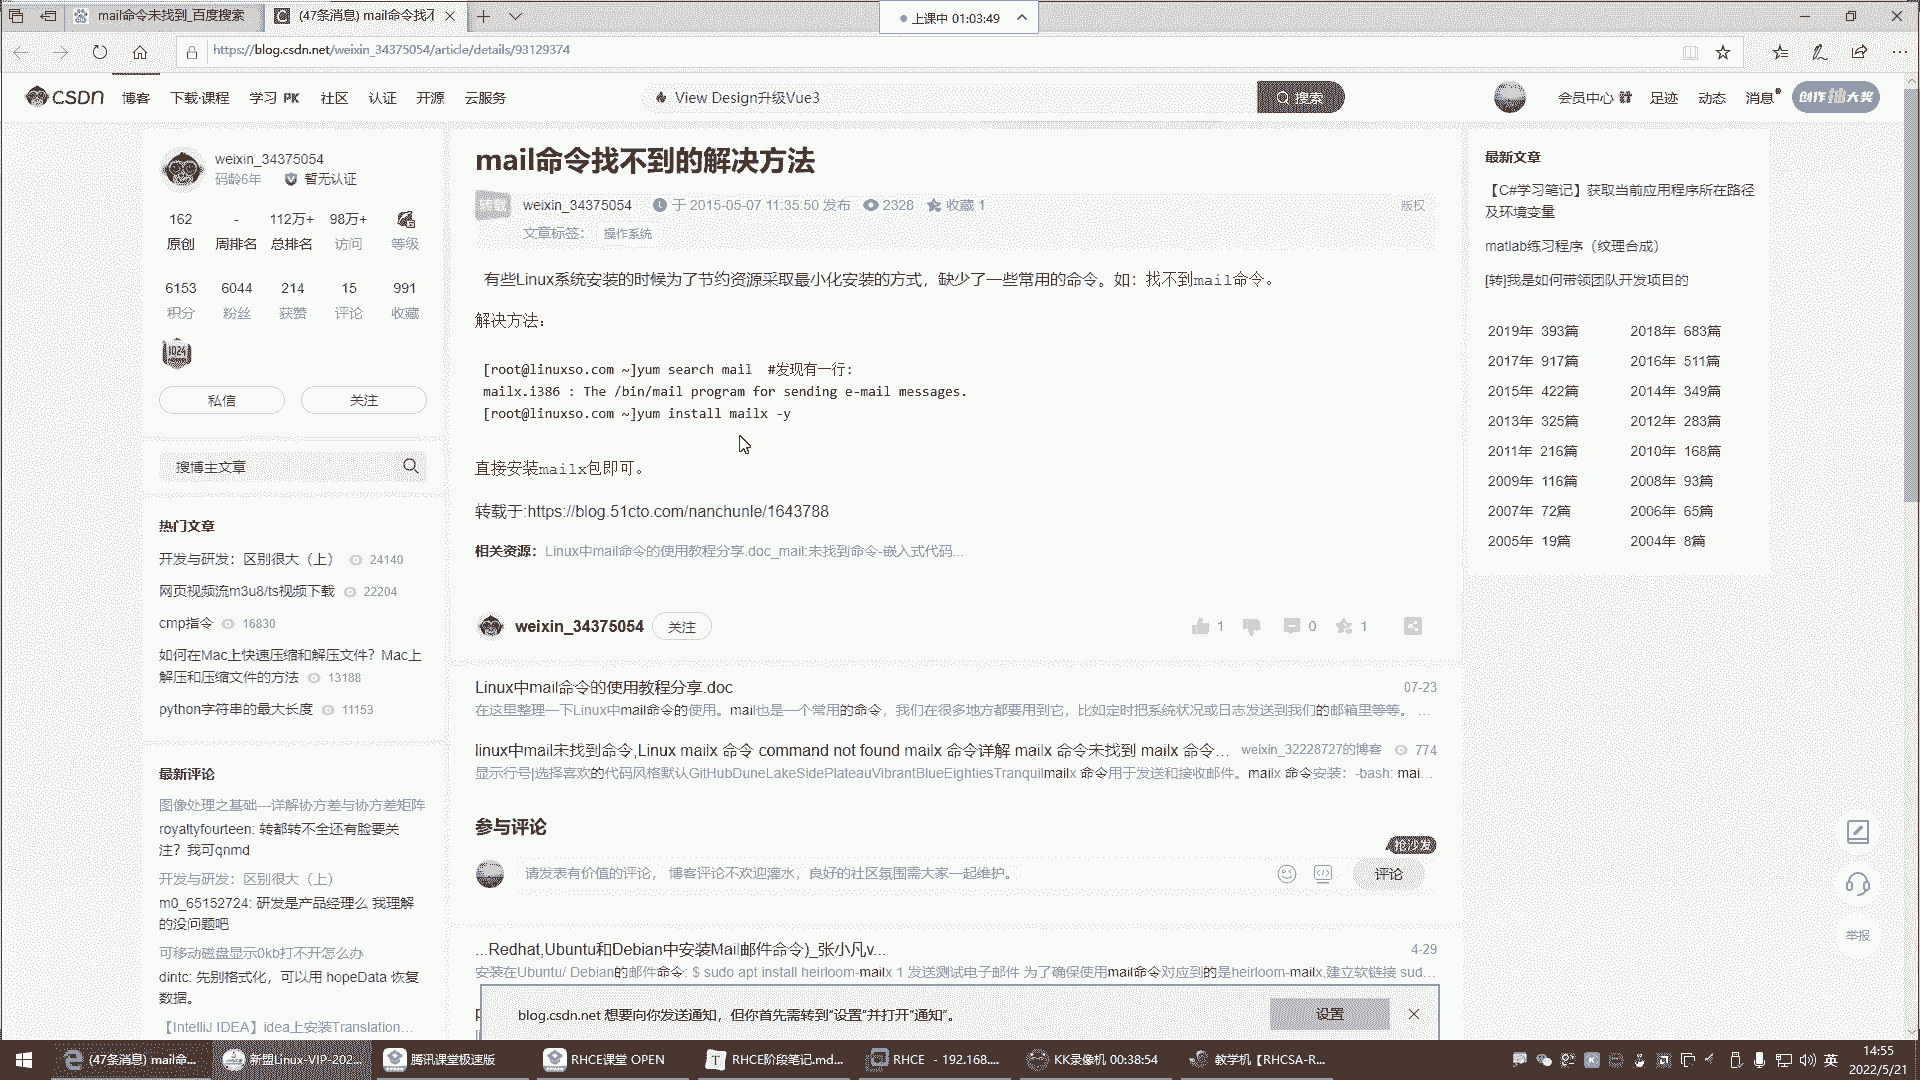 mail命令未找到_百度搜索
(47条消息) mail命令找不
上课中 01:03:49
https://blog.csdn.net/weixin_34375054/article/details/93129374
CSDN 博客 下载·课程 学习 PK 社区 认证 开源 云服务
View Design升级Vue3
搜索
会员中心 足迹 动态 消息 创作抽大奖
weixin_34375054
码龄6年 暂无认证
162 - 112万+ 98万+
原创 周排名 总排名 访问 等级
6153 6044 214 15 991
积分 粉丝 获赞 评论 收藏
1024
私信 关注
搜博主文章
热门文章
开发与研发：区别很大（上） 24140
网页视频流m3u8/ts视频下载 22204
cmp指令 16830
如何在Mac上快速压缩和解压文件？Mac上
解压和压缩文件的方法 13188
python字符串的最大长度 11153
最新评论
图像处理之基础---详解协方差与协方差矩阵
royaltyfourteen: 转都转不全还有脸要关
注？我可qnmd
开发与研发：区别很大（上）
m0_65152724: 研发是产品经理么 我理解
的没问题吧
可移动磁盘显示0kb打不开怎么办
dintc: 先别格式化，可以用 hopeData 恢复
数据。
【IntelliJ IDEA】idea上安装Translation...
mail命令找不到的解决方法
转载 weixin_34375054 于 2015-05-07 11:35:50 发布 2328 收藏 1 版权
文章标签： 操作系统
有些Linux系统安装的时候为了节约资源采取最小化安装的方式，缺少了一些常用的命令。如：找不到mail命令。
解决方法：
[root@linuxso.com ~]yum search mail  #发现有一行:
mailx.i386 : The /bin/mail program for sending e-mail messages.
[root@linuxso.com ~]yum install mailx -y
直接安装mailx包即可。
转载于:https://blog.51cto.com/nanchunle/1643788
相关资源：Linux中mail命令的使用教程分享.doc_mail:未找到命令-嵌入式代码...
weixin_34375054 关注
1 0 1
Linux中mail命令的使用教程分享.doc 07-23
在这里整理一下Linux中mail命令的使用。mail也是一个常用的命令，我们在很多地方都要用到它，比如定时把系统状况或日志发送到我们的邮箱里等等。 ...
linux中mail未找到命令,Linux mailx 命令 command not found mailx 命令详解 mailx 命令未找到 mailx 命令... weixin_32228727的博客 774
显示行号|选择喜欢的代码风格默认GitHubDuneLakeSidePlateauVibrantBlueEightiesTranquilmailx 命令用于发送和接收邮件。mailx 命令安装：-bash: mai...
参与评论
抢沙发
请发表有价值的评论， 博客评论不欢迎灌水，良好的社区氛围需大家一起维护。
评论
...Redhat,Ubuntu和Debian中安装Mail邮件命令)_张小凡v... 4-29
安装在Ubuntu/ Debian的邮件命令: $ sudo apt install heirloom-mailx 1 发送测试电子邮件 为了确保使用mail命令对应到的是heirloom-mailx,建立软链接 sud...
blog.csdn.net 想要向你发送通知，但你首先需转到“设置”并打开“通知”。
设置
最新文章
【C#学习笔记】获取当前应用程序所在路径
及环境变量
matlab练习程序（纹理合成）
[转]我是如何带领团队开发项目的
2019年 393篇 2018年 683篇
2017年 917篇 2016年 511篇
2015年 422篇 2014年 349篇
2013年 325篇 2012年 283篇
2011年 216篇 2010年 168篇
2009年 116篇 2008年 93篇
2007年 72篇 2006年 65篇
2005年 19篇 2004年 8篇
举报
(47条消息) mail命...
新盟Linux-VIP-202...
腾讯课堂极速版
RHCE课堂 OPEN
RHCE阶段笔记.md...
RHCE - 192.168....
KK录像机 00:38:54
教学机【RHCSA-R...
英
14:55
2022/5/21